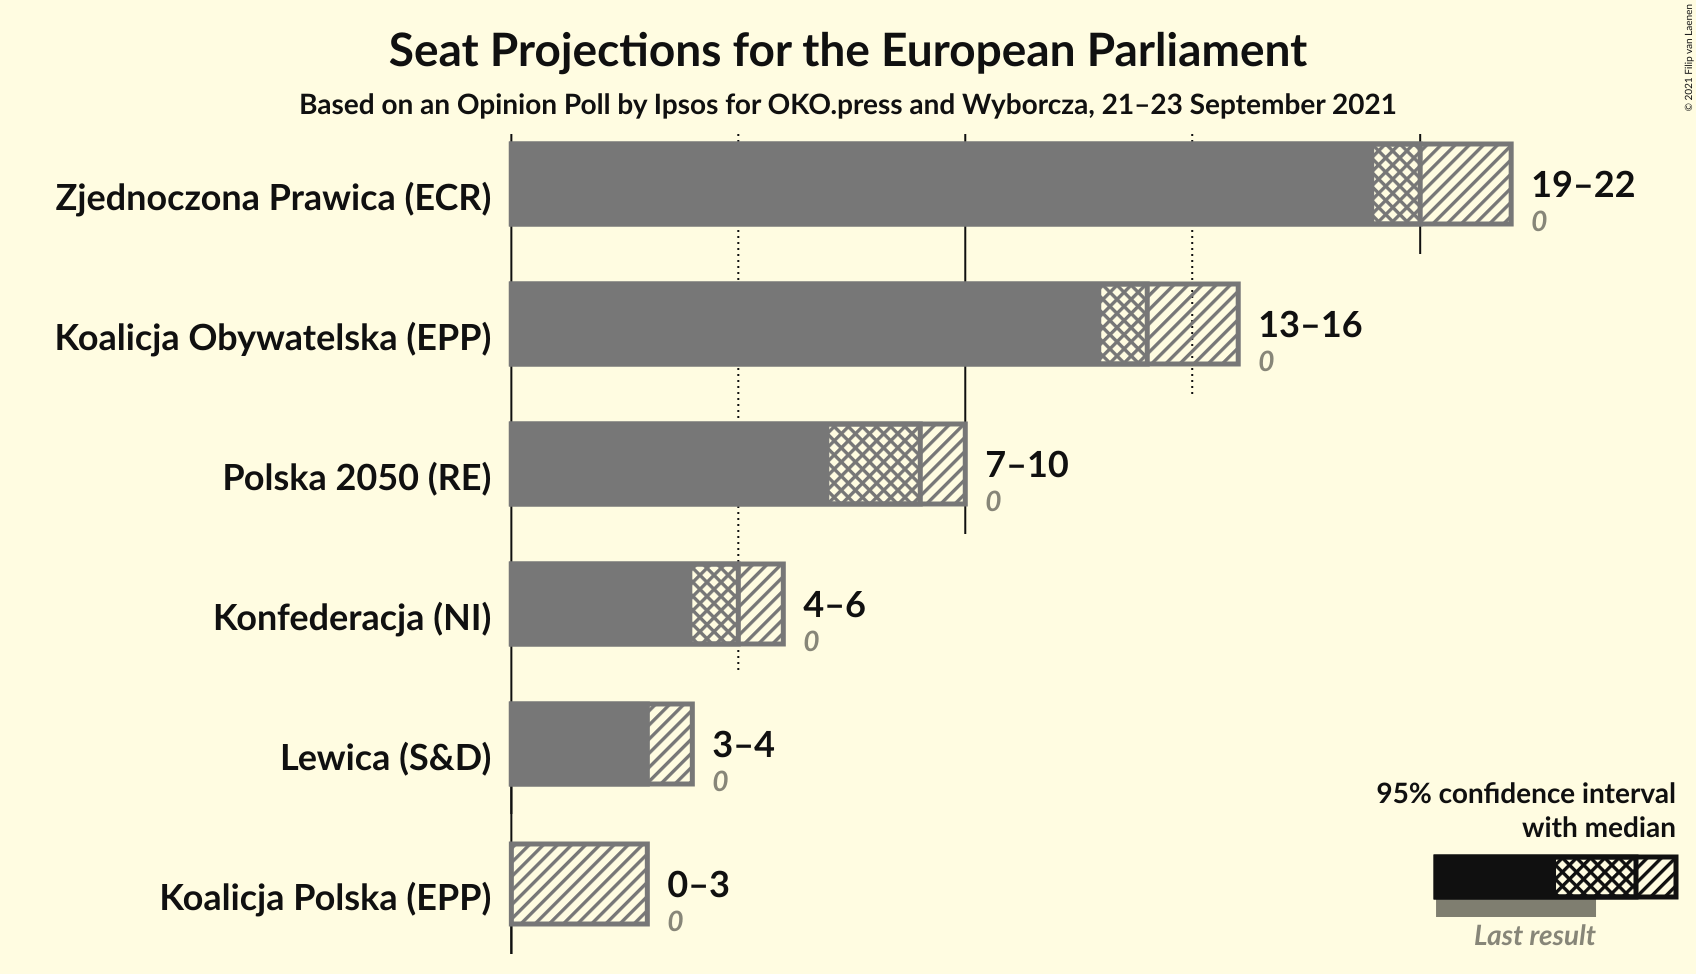 Seat Projections for the European Parliament
Based on an Opinion Poll by Ipsos for OKO.press and Wyborcza, 21–23 September 2021
© 2021 Filip van Laenen
Zjednoczona Prawica (ECR)
19–22
0
Koalicja Obywatelska (EPP)
13–16
0
Polska 2050 (RE)
7–10
0
Konfederacja (NI)
4–6
0
Lewica (S&D)
3–4
0
Koalicja Polska (EPP)
0–3
0
95% confidence interval
with median
Last result